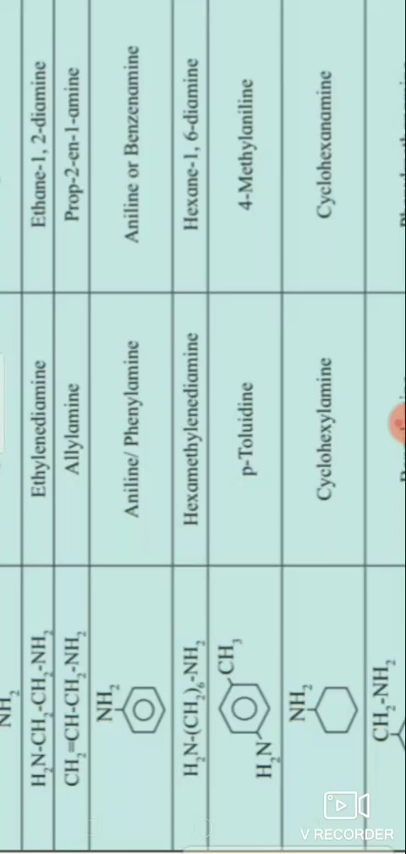 NH₂
H₂N-CH₂-CH₂-NH₂ Ethylenediamine Ethane-1, 2-diamine
CH₂=CH-CH₂-NH₂ Allylamine Prop-2-en-1-amine
NH₂
Aniline/ Phenylamine Aniline or Benzenamine
H₂N-(CH₂)₆-NH₂ Hexamethylenediamine Hexane-1, 6-diamine
H₂N CH₃ p-Toluidine 4-Methylaniline
NH₂
Cyclohexylamine Cyclohexanamine
CH₂-NH₂
V RECORDER